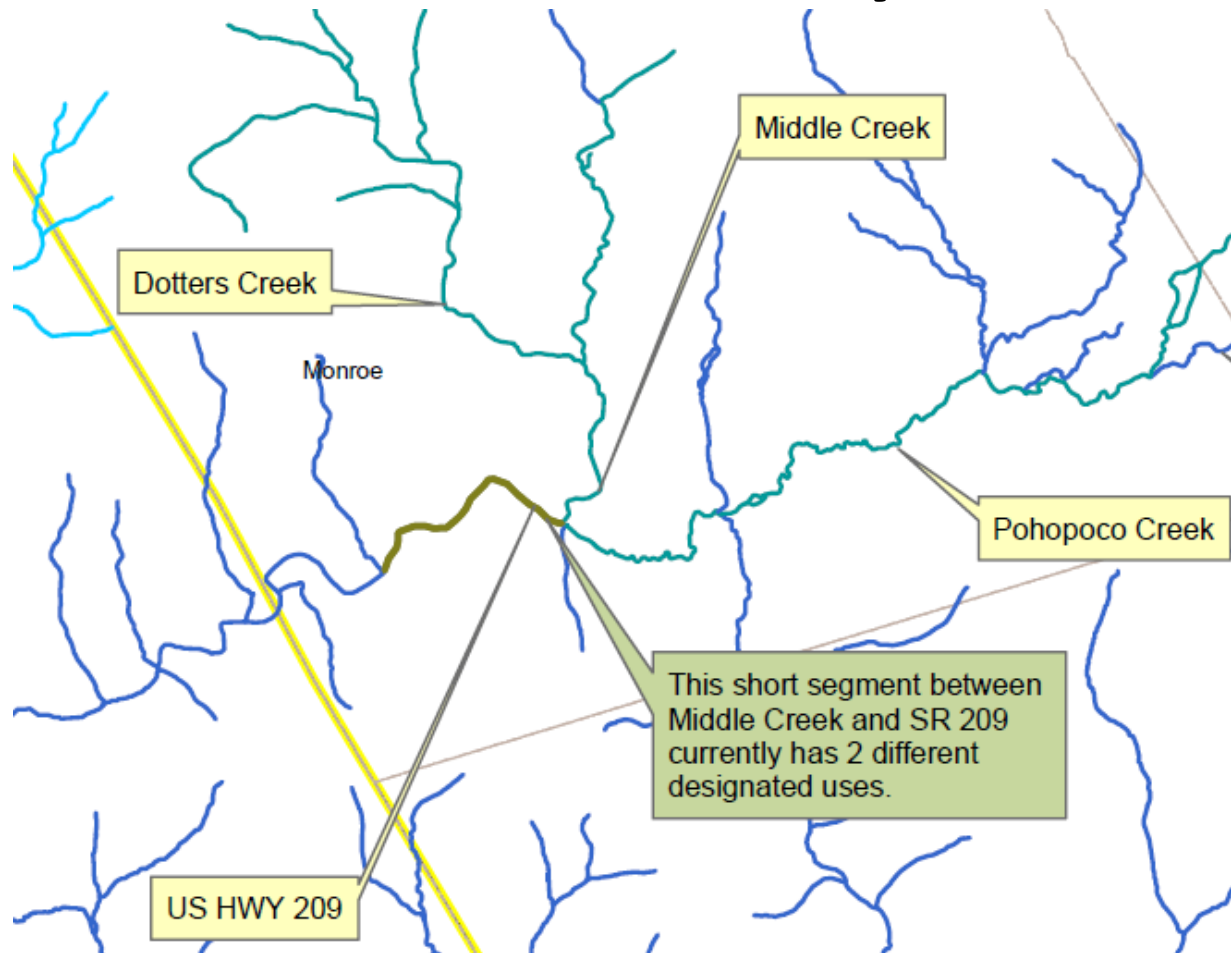 Middle Creek
Dotters Creek
Monroe
Pohopoco Creek
This short segment between
Middle Creek and SR 209
currently has 2 different
designated uses.
US HWY 209